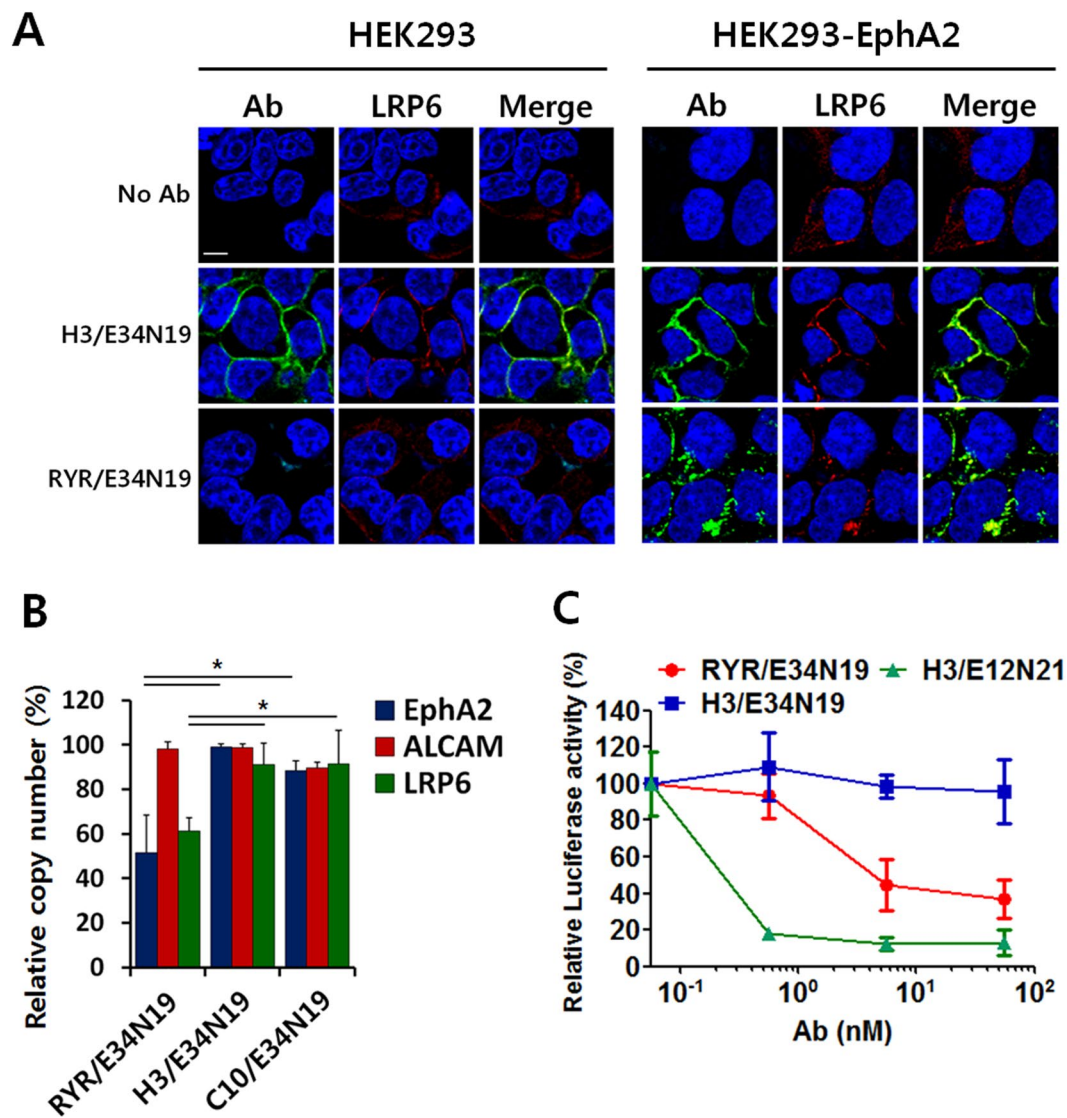 A
HEK293
HEK293-EphA2
Ab LRP6 Merge
Ab LRP6 Merge
No Ab
H3/E34N19
RYR/E34N19
B
Relative copy number (%)
*
*
120
100
80
60
40
20
0
EphA2
ALCAM
LRP6
RYR/E34N19
H3/E34N19
C10/E34N19
C
Relative Luciferase activity (%)
RYR/E34N19
H3/E12N21
H3/E34N19
140
120
100
80
60
40
20
0
10⁻¹ 10⁰ 10¹ 10²
Ab (nM)